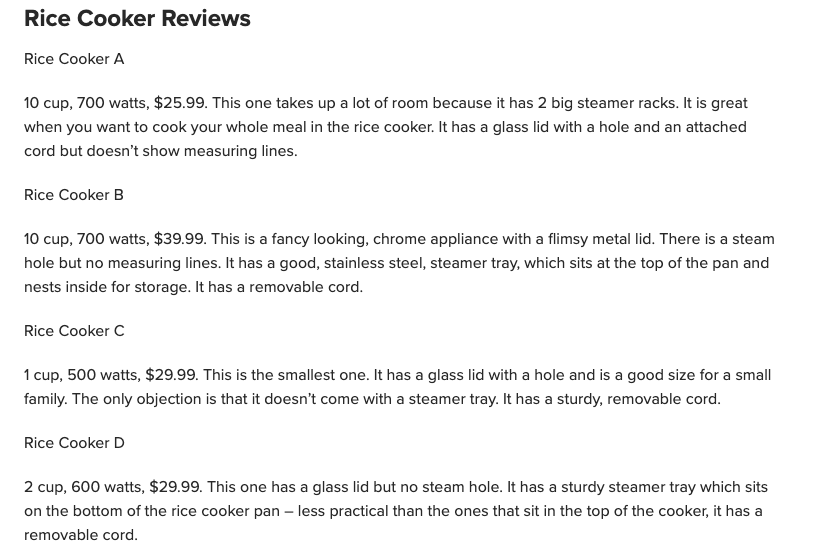 Rice Cooker Reviews
Rice Cooker A
10 cup, 700 watts, $25.99. This one takes up a lot of room because it has 2 big steamer racks. It is great
when you want to cook your whole meal in the rice cooker. It has a glass lid with a hole and an attached
cord but doesn’t show measuring lines.
Rice Cooker B
10 cup, 700 watts, $39.99. This is a fancy looking, chrome appliance with a flimsy metal lid. There is a steam
hole but no measuring lines. It has a good, stainless steel, steamer tray, which sits at the top of the pan and
nests inside for storage. It has a removable cord.
Rice Cooker C
1 cup, 500 watts, $29.99. This is the smallest one. It has a glass lid with a hole and is a good size for a small
family. The only objection is that it doesn’t come with a steamer tray. It has a sturdy, removable cord.
Rice Cooker D
2 cup, 600 watts, $29.99. This one has a glass lid but no steam hole. It has a sturdy steamer tray which sits
on the bottom of the rice cooker pan – less practical than the ones that sit in the top of the cooker, it has a
removable cord.